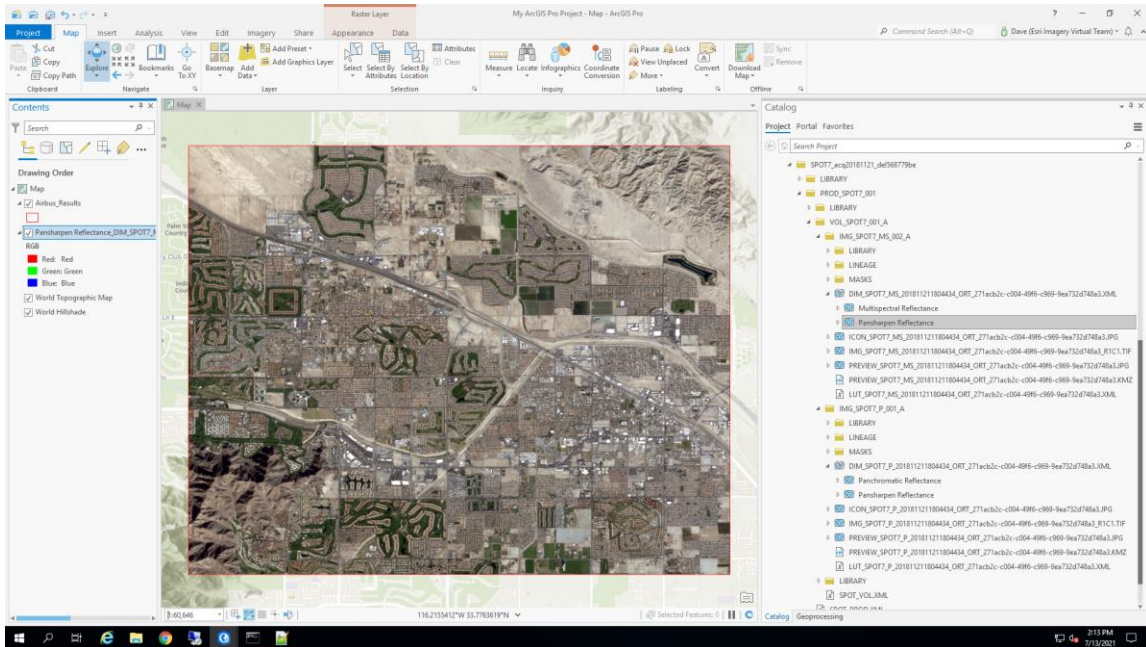 Raster Layer
My ArcGIS Pro Project - Map - ArcGIS Pro
Project Map Insert Analysis View Edit Imagery Share Appearance Data
Command Search (Alt+Q)
Dave (Esri Imagery Virtual Team)
Paste
Cut
Copy
Copy Path
Clipboard
Explore
Bookmarks
Go To XY
Navigate
Basemap
Add Data
Add Preset
Add Graphics Layer
Layer
Select
Select By Attributes
Select By Location
Attributes
Clear
Selection
Measure
Locate
Infographics
Coordinate Conversion
Inquiry
Pause
Lock
View Unplaced
More
Convert
Labeling
Download Map
Sync
Remove
Offline
Contents
Search
Drawing Order
Map
Airbus_Results
Pansharpen Reflectance_DIM_SPOT7_
RGB
Red: Red
Green: Green
Blue: Blue
World Topographic Map
World Hillshade
Map
1:60,646
116.2155412°W 33.7763619°N
Selected Features: 0
Catalog
Project Portal Favorites
Search Project
SPOT7_acq20181121_del568779be
LIBRARY
PROD_SPOT7_001
LIBRARY
VOL_SPOT7_001_A
IMG_SPOT7_MS_002_A
LIBRARY
LINEAGE
MASKS
DIM_SPOT7_MS_201811211804434_ORT_271acb2c-c004-49f6-c969-9ea732d748a3.XML
Multispectral Reflectance
Pansharpen Reflectance
ICON_SPOT7_MS_201811211804434_ORT_271acb2c-c004-49f6-c969-9ea732d748a3.JPG
IMG_SPOT7_MS_201811211804434_ORT_271acb2c-c004-49f6-c969-9ea732d748a3_R1C1.TIF
PREVIEW_SPOT7_MS_201811211804434_ORT_271acb2c-c004-49f6-c969-9ea732d748a3.JPG
PREVIEW_SPOT7_MS_201811211804434_ORT_271acb2c-c004-49f6-c969-9ea732d748a3.KMZ
LUT_SPOT7_MS_201811211804434_ORT_271acb2c-c004-49f6-c969-9ea732d748a3.XML
IMG_SPOT7_P_001_A
LIBRARY
LINEAGE
MASKS
DIM_SPOT7_P_201811211804434_ORT_271acb2c-c004-49f6-c969-9ea732d748a3.XML
Panchromatic Reflectance
Pansharpen Reflectance
ICON_SPOT7_P_201811211804434_ORT_271acb2c-c004-49f6-c969-9ea732d748a3.JPG
IMG_SPOT7_P_201811211804434_ORT_271acb2c-c004-49f6-c969-9ea732d748a3_R1C1.TIF
PREVIEW_SPOT7_P_201811211804434_ORT_271acb2c-c004-49f6-c969-9ea732d748a3.JPG
PREVIEW_SPOT7_P_201811211804434_ORT_271acb2c-c004-49f6-c969-9ea732d748a3.KMZ
LUT_SPOT7_P_201811211804434_ORT_271acb2c-c004-49f6-c969-9ea732d748a3.XML
LIBRARY
SPOT_VOL.XML
SPOT_PROD.XML
Catalog Geoprocessing
2:13 PM
7/13/2021